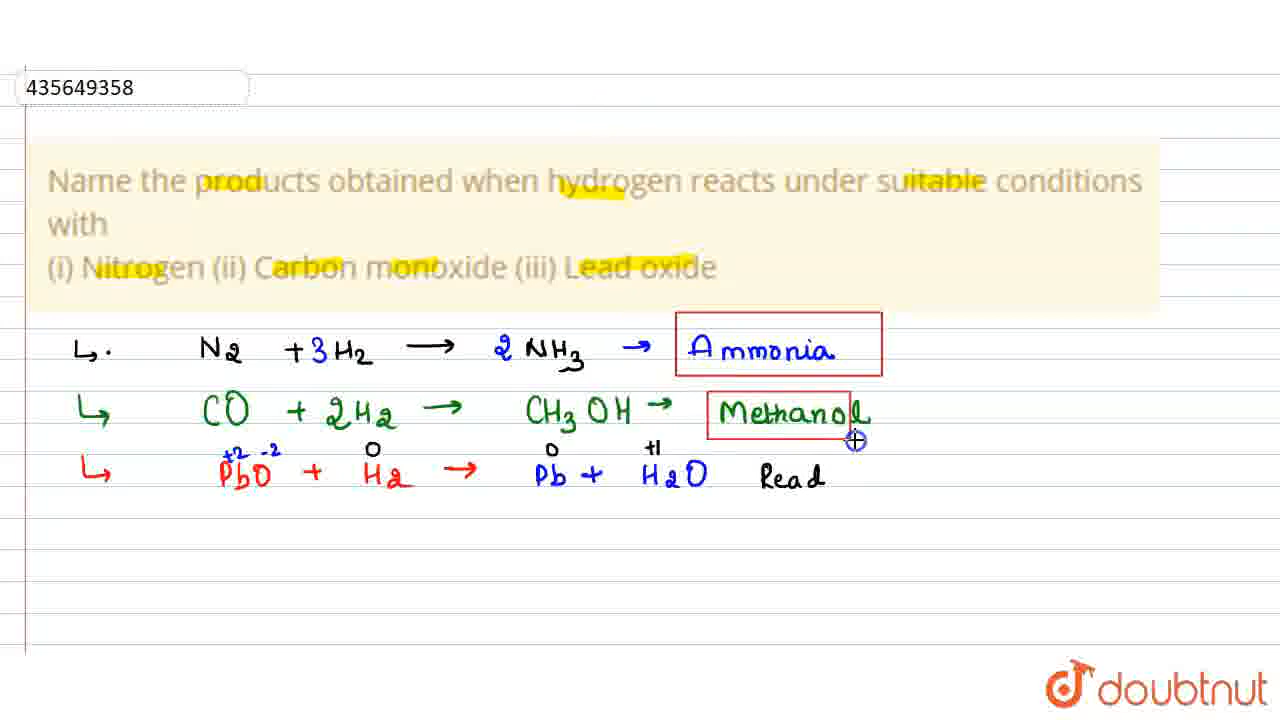 435649358
Name the products obtained when hydrogen reacts under suitable conditions
with
(i) Nitrogen (ii) Carbon monoxide (iii) Lead oxide
↳. N2 + 3H2 → 2NH3 → Ammonia
↳ CO + 2H2 → CH3OH → Methanol
+2 -2 0 0 +1
↳ PbO + H2 → Pb + H2O Read
doubtnut